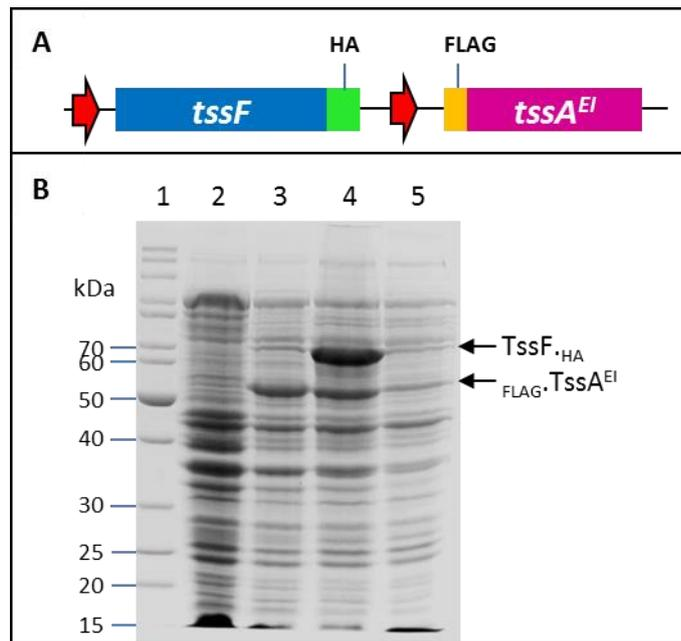 A
HA
FLAG
tssF
tssA^EI
B
1 2 3 4 5
kDa
70
60
50
40
30
25
20
15
TssF.HA
FLAG.TssA^EI